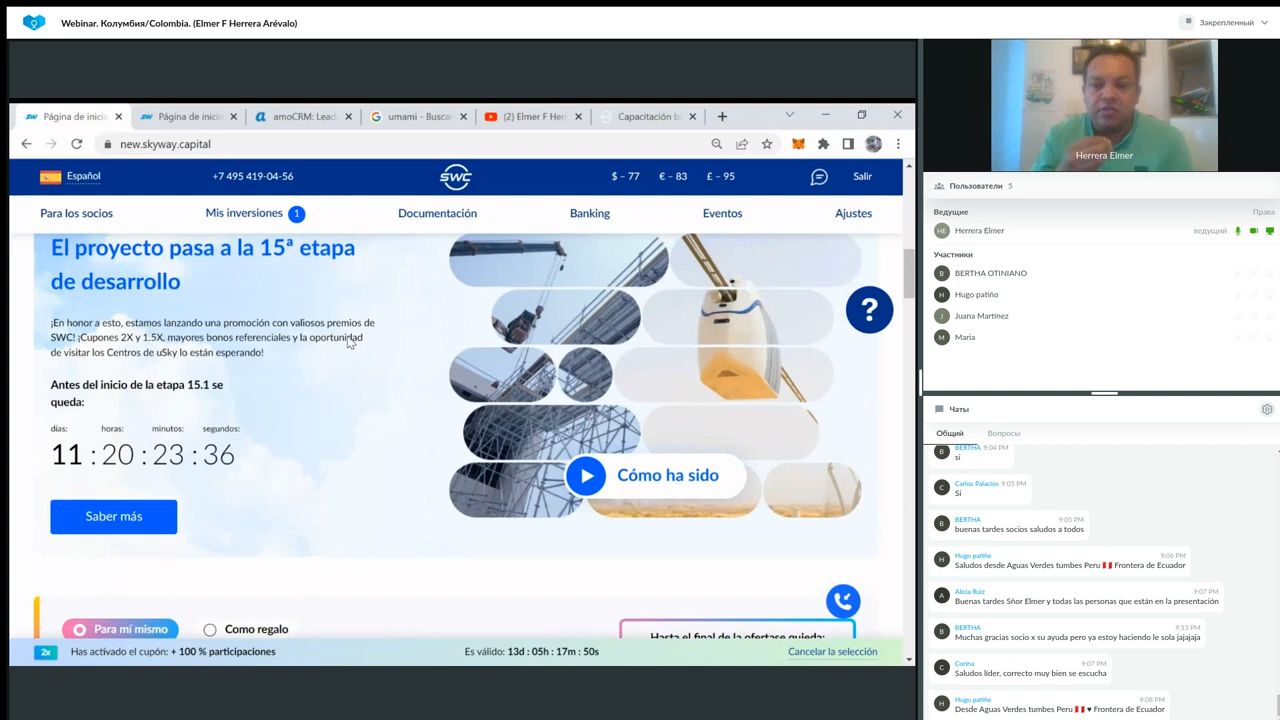 Webinar. Колумбия/Colombia. (Elmer F Herrera Arévalo)
Закрепленный
Página de inicio
Página de inicio
amoCRM: Lead
umami - Buscar
(2) Elmer F Her
Capacitación b
new.skyway.capital
Español
+7 495 419-04-56
SWC
$ – 77
€ – 83
£ – 95
Salir
Para los socios
Mis inversiones 1
Documentación
Banking
Eventos
Ajustes
El proyecto pasa a la 15ª etapa
de desarrollo
¡En honor a esto, estamos lanzando una promoción con valiosos premios de
SWC! ¡Cupones 2X y 1.5X, mayores bonos referenciales y la oportunidad
de visitar los Centros de uSky lo están esperando!
Antes del inicio de la etapa 15.1 se
queda:
días: horas: minutos: segundos:
11 : 20 : 23 : 36
Saber más
Cómo ha sido
?
Para mí mismo
Como regalo
Hasta el final de la ofertase queda:
2x
Has activado el cupón: + 100 % participaciones
Es válido: 13d : 05h : 17m : 50s
Cancelar la selección
Herrera Elmer
Пользователи 5
Ведущие
Права
HE
Herrera Elmer
ведущий
Участники
B
BERTHA OTINIANO
H
Hugo patiño
J
Juana Martínez
M
Maria
Чаты
Общий
Вопросы
B
BERTHA 9:04 PM
si
C
Carlos Palacios 9:05 PM
Si
B
BERTHA 9:05 PM
buenas tardes socios saludos a todos
H
Hugo patiño 9:06 PM
Saludos desde Aguas Verdes tumbes Peru 🇵🇪 Frontera de Ecuador
A
Alicia Ruiz 9:07 PM
Buenas tardes Sñor Elmer y todas las personas que están en la presentación
B
BERTHA 9:13 PM
Muchas gracias socio x su ayuda pero ya estoy haciendo le sola jajajaja
C
Corina 9:07 PM
Saludos líder, correcto muy bien se escucha
H
Hugo patiño 9:08 PM
Desde Aguas Verdes tumbes Peru 🇵🇪 ♥ Frontera de Ecuador